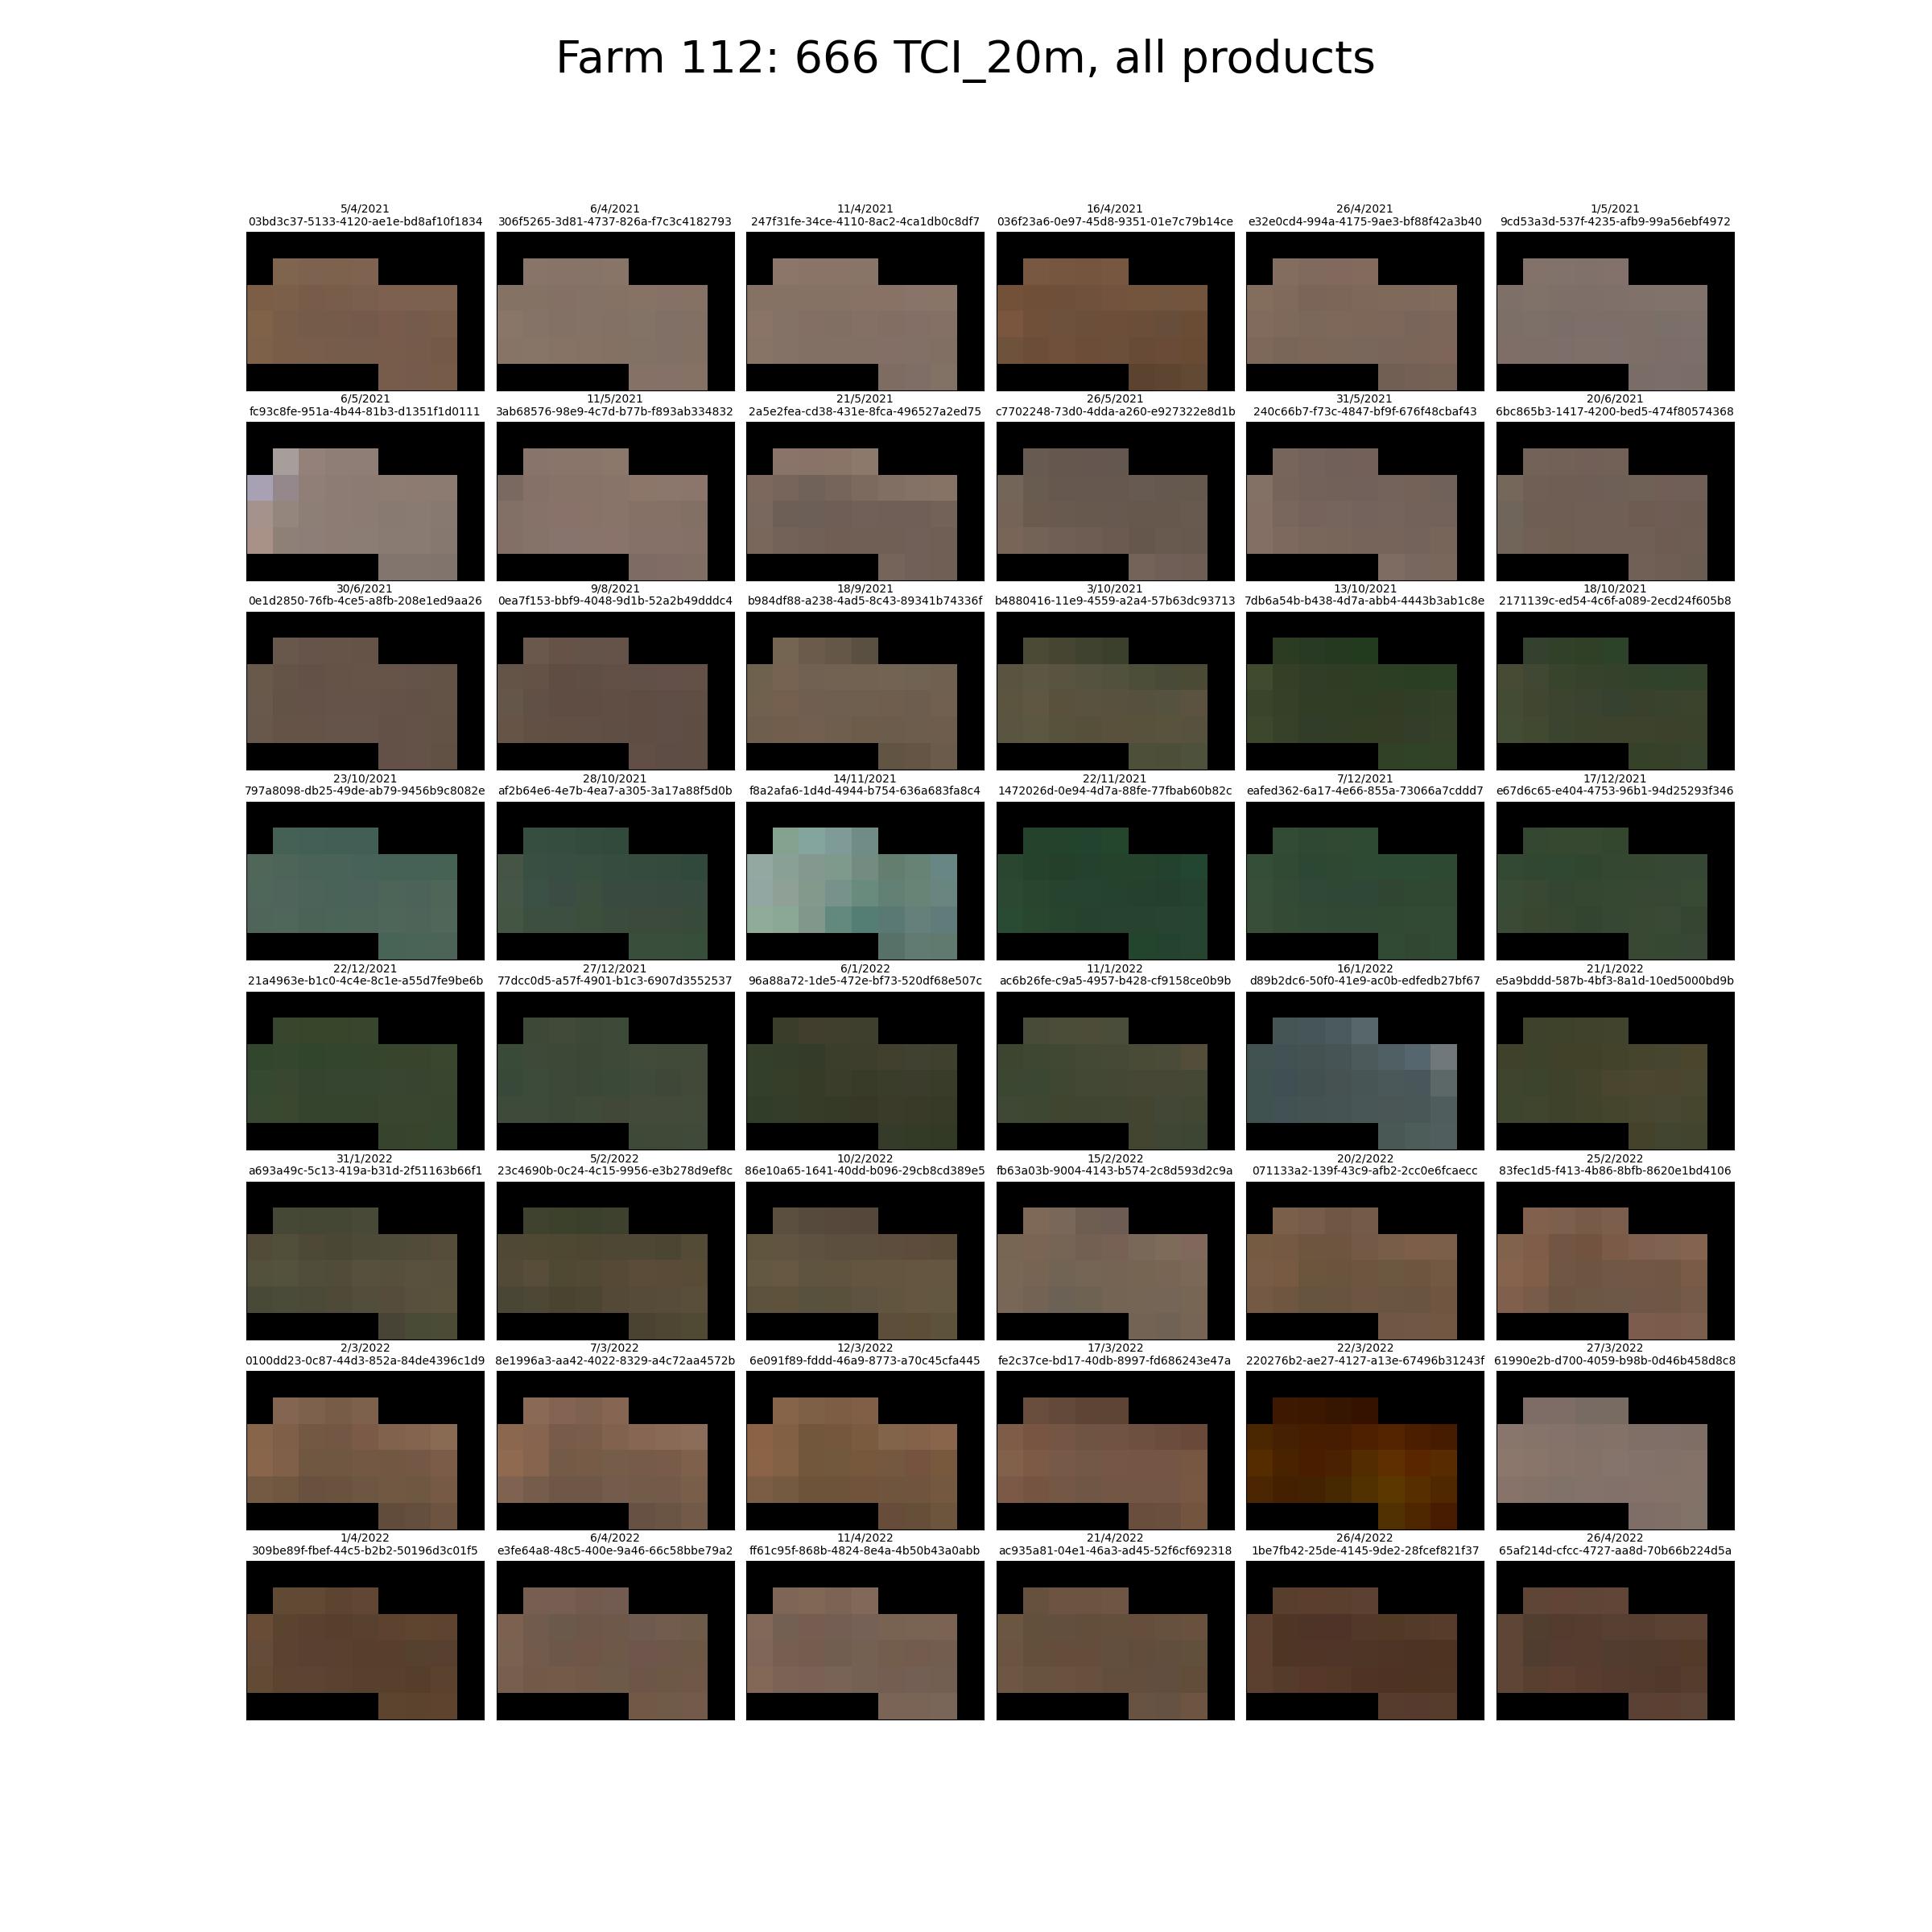 Farm 112: 666 TCI_20m, all products
5/4/2021 6/4/2021 11/4/2021 16/4/2021 26/4/2021 1/5/2021
03bd3c37-5133-4120-ae1e-bd8af10f1834 306f5265-3d81-4737-826a-f7c3c4182793 247f31fe-34ce-4110-8ac2-4ca1db0c8df7 036f23a6-0e97-45d8-9351-01e7c79b14ce e32e0cd4-994a-4175-9ae3-bf88f42a3b40 9cd53a3d-537f-4235-afb9-99a56ebf4972
6/5/2021 11/5/2021 21/5/2021 26/5/2021 31/5/2021 20/6/2021
fc93c8fe-951a-4b44-81b3-d1351f1d0111 3ab68576-98e9-4c7d-b77b-f893ab334832 2a5e2fea-cd38-431e-8fca-496527a2ed75 c7702248-73d0-4dda-a260-e927322e8d1b 240c66b7-f73c-4847-bf9f-676f48cbaf43 6bc865b3-1417-4200-bed5-474f80574368
30/6/2021 9/8/2021 18/9/2021 3/10/2021 13/10/2021 18/10/2021
0e1d2850-76fb-4ce5-a8fb-208e1ed9aa26 0ea7f153-bbf9-4048-9d1b-52a2b49dddc4 b984df88-a238-4ad5-8c43-89341b74336f b4880416-11e9-4559-a2a4-57b63dc93713 7db6a54b-b438-4d7a-abb4-4443b3ab1c8e 2171139c-ed54-4c6f-a089-2ecd24f605b8
23/10/2021 28/10/2021 14/11/2021 22/11/2021 7/12/2021 17/12/2021
797a8098-db25-49de-ab79-9456b9c8082e af2b64e6-4e7b-4ea7-a305-3a17a88f5d0b f8a2afa6-1d4d-4944-b754-636a683fa8c4 1472026d-0e94-4d7a-88fe-77fbab60b82c eafed362-6a17-4e66-855a-73066a7cddd7 e67d6c65-e404-4753-96b1-94d25293f346
22/12/2021 27/12/2021 6/1/2022 11/1/2022 16/1/2022 21/1/2022
21a4963e-b1c0-4c4e-8c1e-a55d7fe9be6b 77dcc0d5-a57f-4901-b1c3-6907d3552537 96a88a72-1de5-472e-bf73-520df68e507c ac6b26fe-c9a5-4957-b428-cf9158ce0b9b d89b2dc6-50f0-41e9-ac0b-edfedb27bf67 e5a9bddd-587b-4bf3-8a1d-10ed5000bd9b
31/1/2022 5/2/2022 10/2/2022 15/2/2022 20/2/2022 25/2/2022
a693a49c-5c13-419a-b31d-2f51163b66f1 23c4690b-0c24-4c15-9956-e3b278d9ef8c 86e10a65-1641-40dd-b096-29cb8cd389e5 fb63a03b-9004-4143-b574-2c8d593d2c9a 071133a2-139f-43c9-afb2-2cc0e6fcaecc 83fec1d5-f413-4b86-8bfb-8620e1bd4106
2/3/2022 7/3/2022 12/3/2022 17/3/2022 22/3/2022 27/3/2022
0100dd23-0c87-44d3-852a-84de4396c1d9 8e1996a3-aa42-4022-8329-a4c72aa4572b 6e091f89-fddd-46a9-8773-a70c45cfa445 fe2c37ce-bd17-40db-8997-fd686243e47a 220276b2-ae27-4127-a13e-67496b31243f 61990e2b-d700-4059-b98b-0d46b458d8c8
1/4/2022 6/4/2022 11/4/2022 21/4/2022 26/4/2022 26/4/2022
309be89f-fbef-44c5-b2b2-50196d3c01f5 e3fe64a8-48c5-400e-9a46-66c58bbe79a2 ff61c95f-868b-4824-8e4a-4b50b43a0abb ac935a81-04e1-46a3-ad45-52f6cf692318 1be7fb42-25de-4145-9de2-28fcef821f37 65af214d-cfcc-4727-aa8d-70b66b224d5a